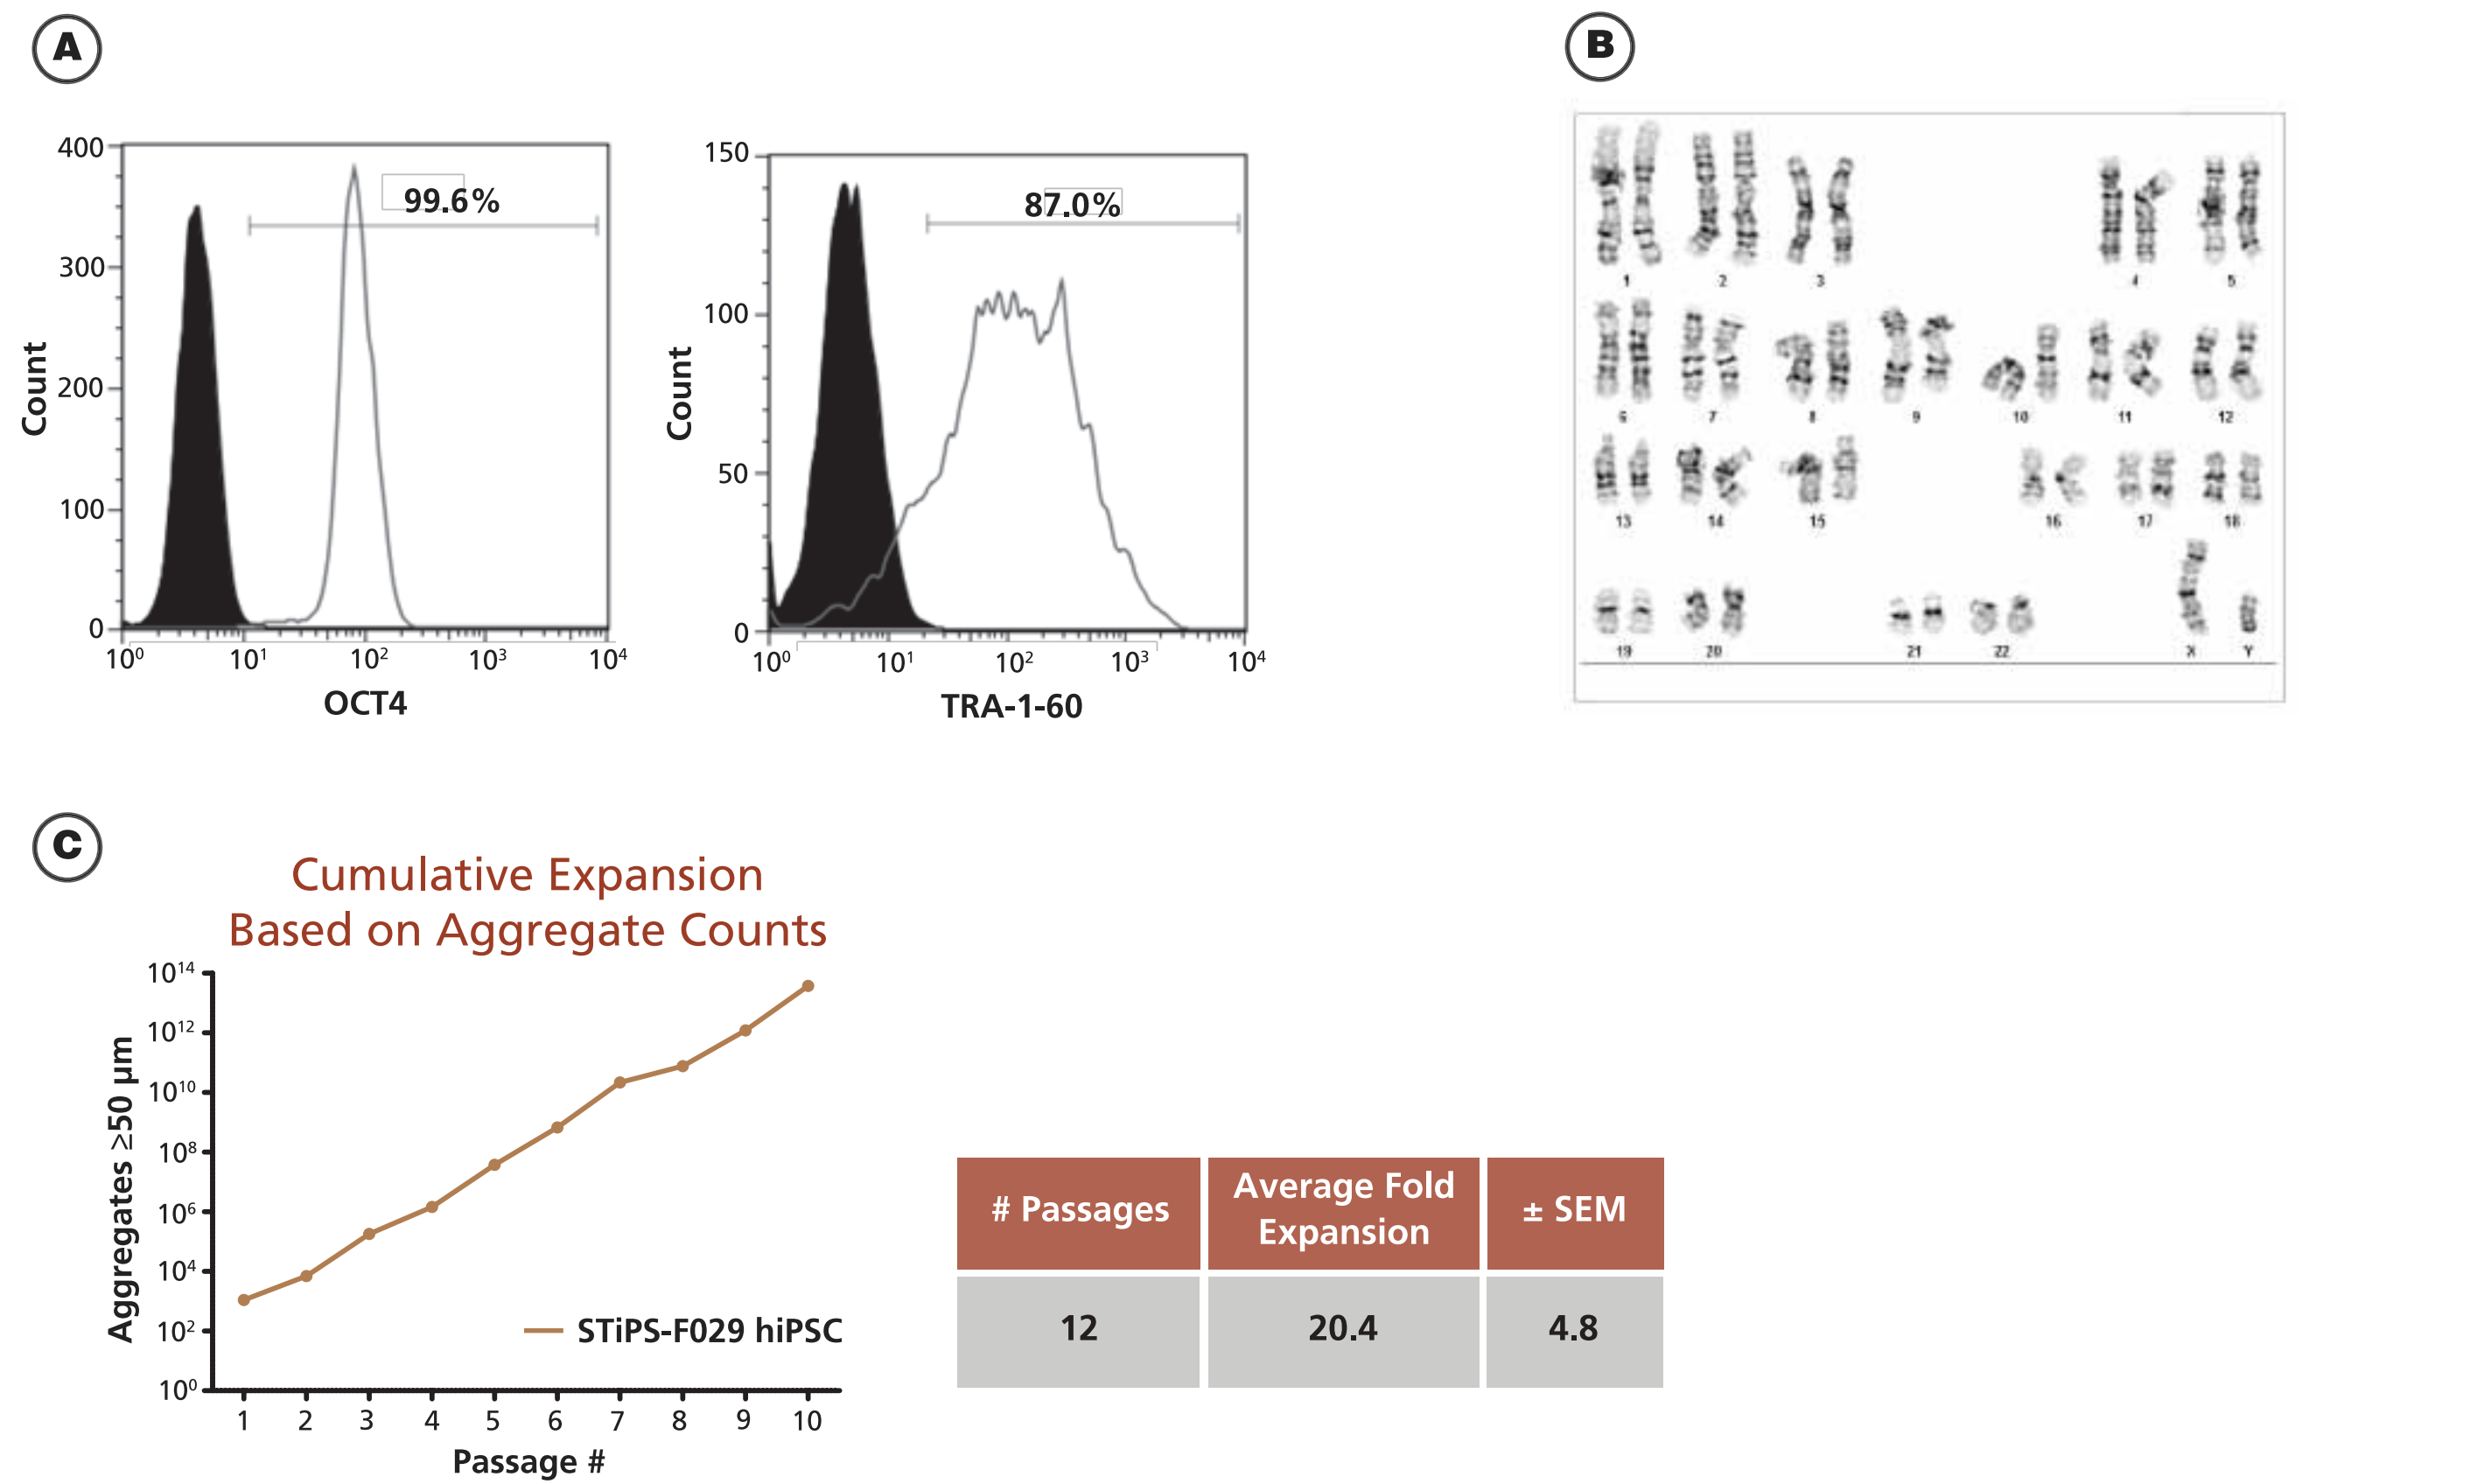 A
400
300
200
100
0
Count
99.6%
10⁰ 10¹ 10² 10³ 10⁴
OCT4
150
100
50
0
Count
87.0%
10⁰ 10¹ 10² 10³ 10⁴
TRA-1-60
B
1 2 3 4 5
6 7 8 9 10 11 12
13 14 15 16 17 18
19 20 21 22 X Y
C
Cumulative Expansion
Based on Aggregate Counts
10¹⁴
10¹²
10¹⁰
10⁸
10⁶
10⁴
10²
10⁰
Aggregates ≥50 μm
STiPS-F029 hiPSC
1 2 3 4 5 6 7 8 9 10
Passage #
# Passages
Average Fold
Expansion
± SEM
12 20.4 4.8